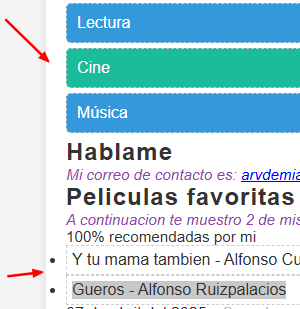 Lectura
Cine
Música
Hablame
Mi correo de contacto es: arvdemia
Peliculas favoritas
A continuacion te muestro 2 de mis
100% recomendadas por mi
Y tu mama tambien - Alfonso Cu
Gueros - Alfonso Ruizpalacios